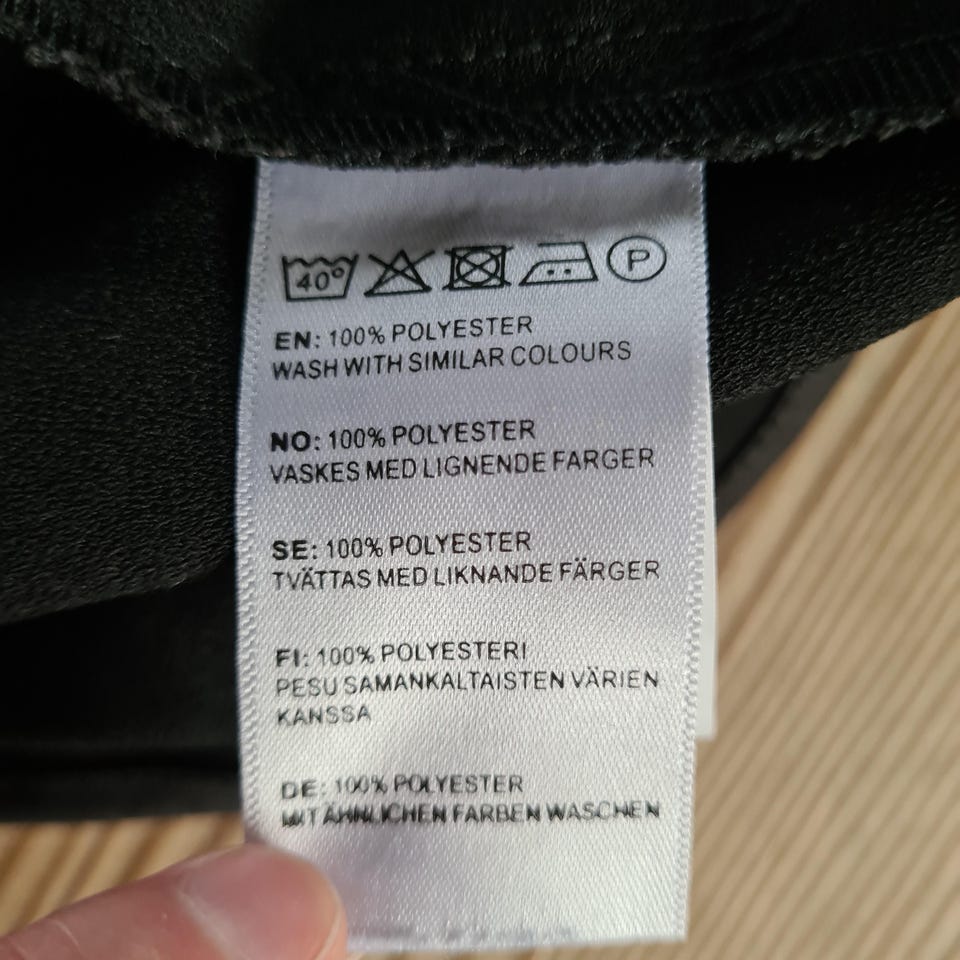 40° P
EN: 100% POLYESTER
WASH WITH SIMILAR COLOURS
NO: 100% POLYESTER
VASKES MED LIGNENDE FARGER
SE: 100% POLYESTER
TVÄTTAS MED LIKNANDE FÄRGER
FI: 100% POLYESTERI
PESU SAMANKALTAISTEN VÄRIEN
KANSSA
DE: 100% POLYESTER
MIT ÄHNLICHEN FARBEN WASCHEN